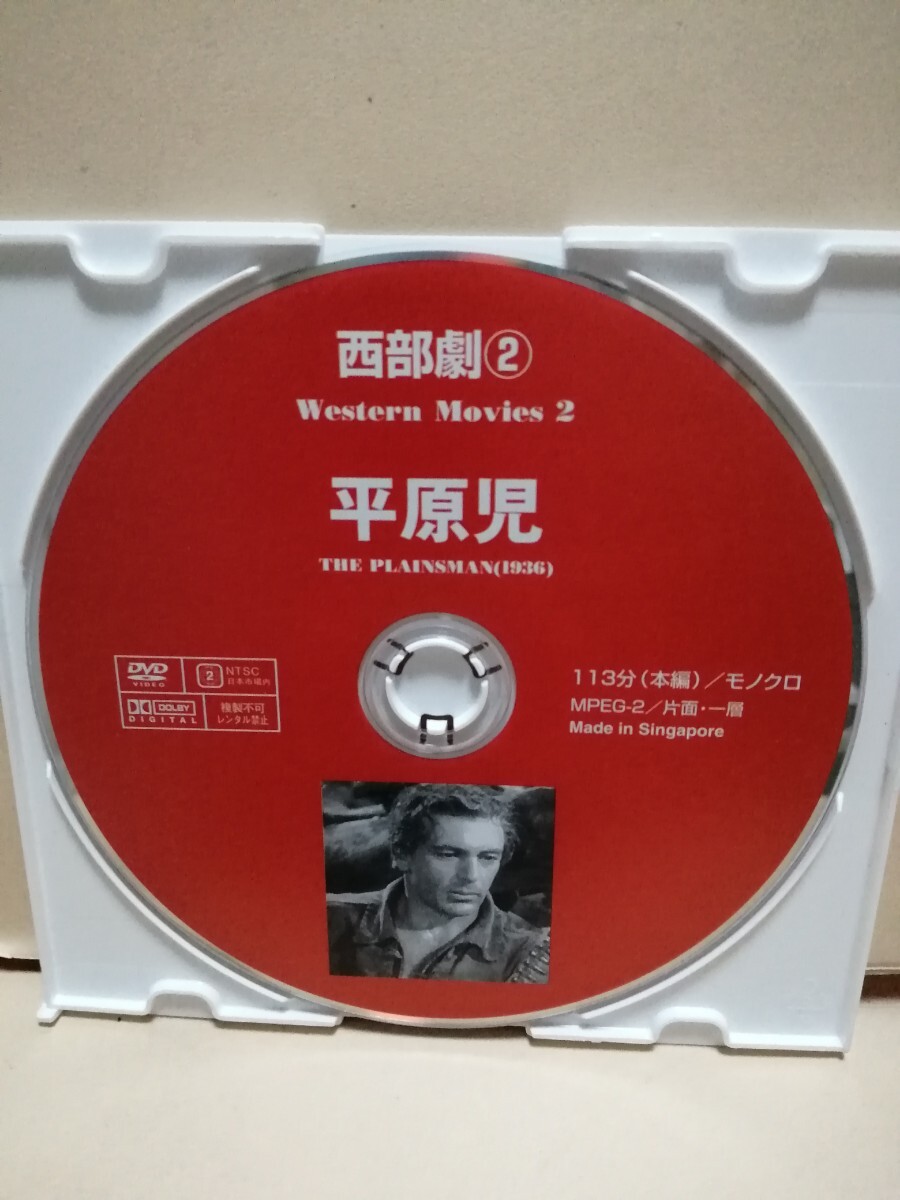 西部劇②
Western Movies 2
平原児
THE PLAINSMAN(1936)
DVD
VIDEO
2
NTSC
日本市場内
DOLBY
DIGITAL
複製不可
レンタル禁止
113分(本編)/モノクロ
MPEG-2/片面・一層
Made in Singapore